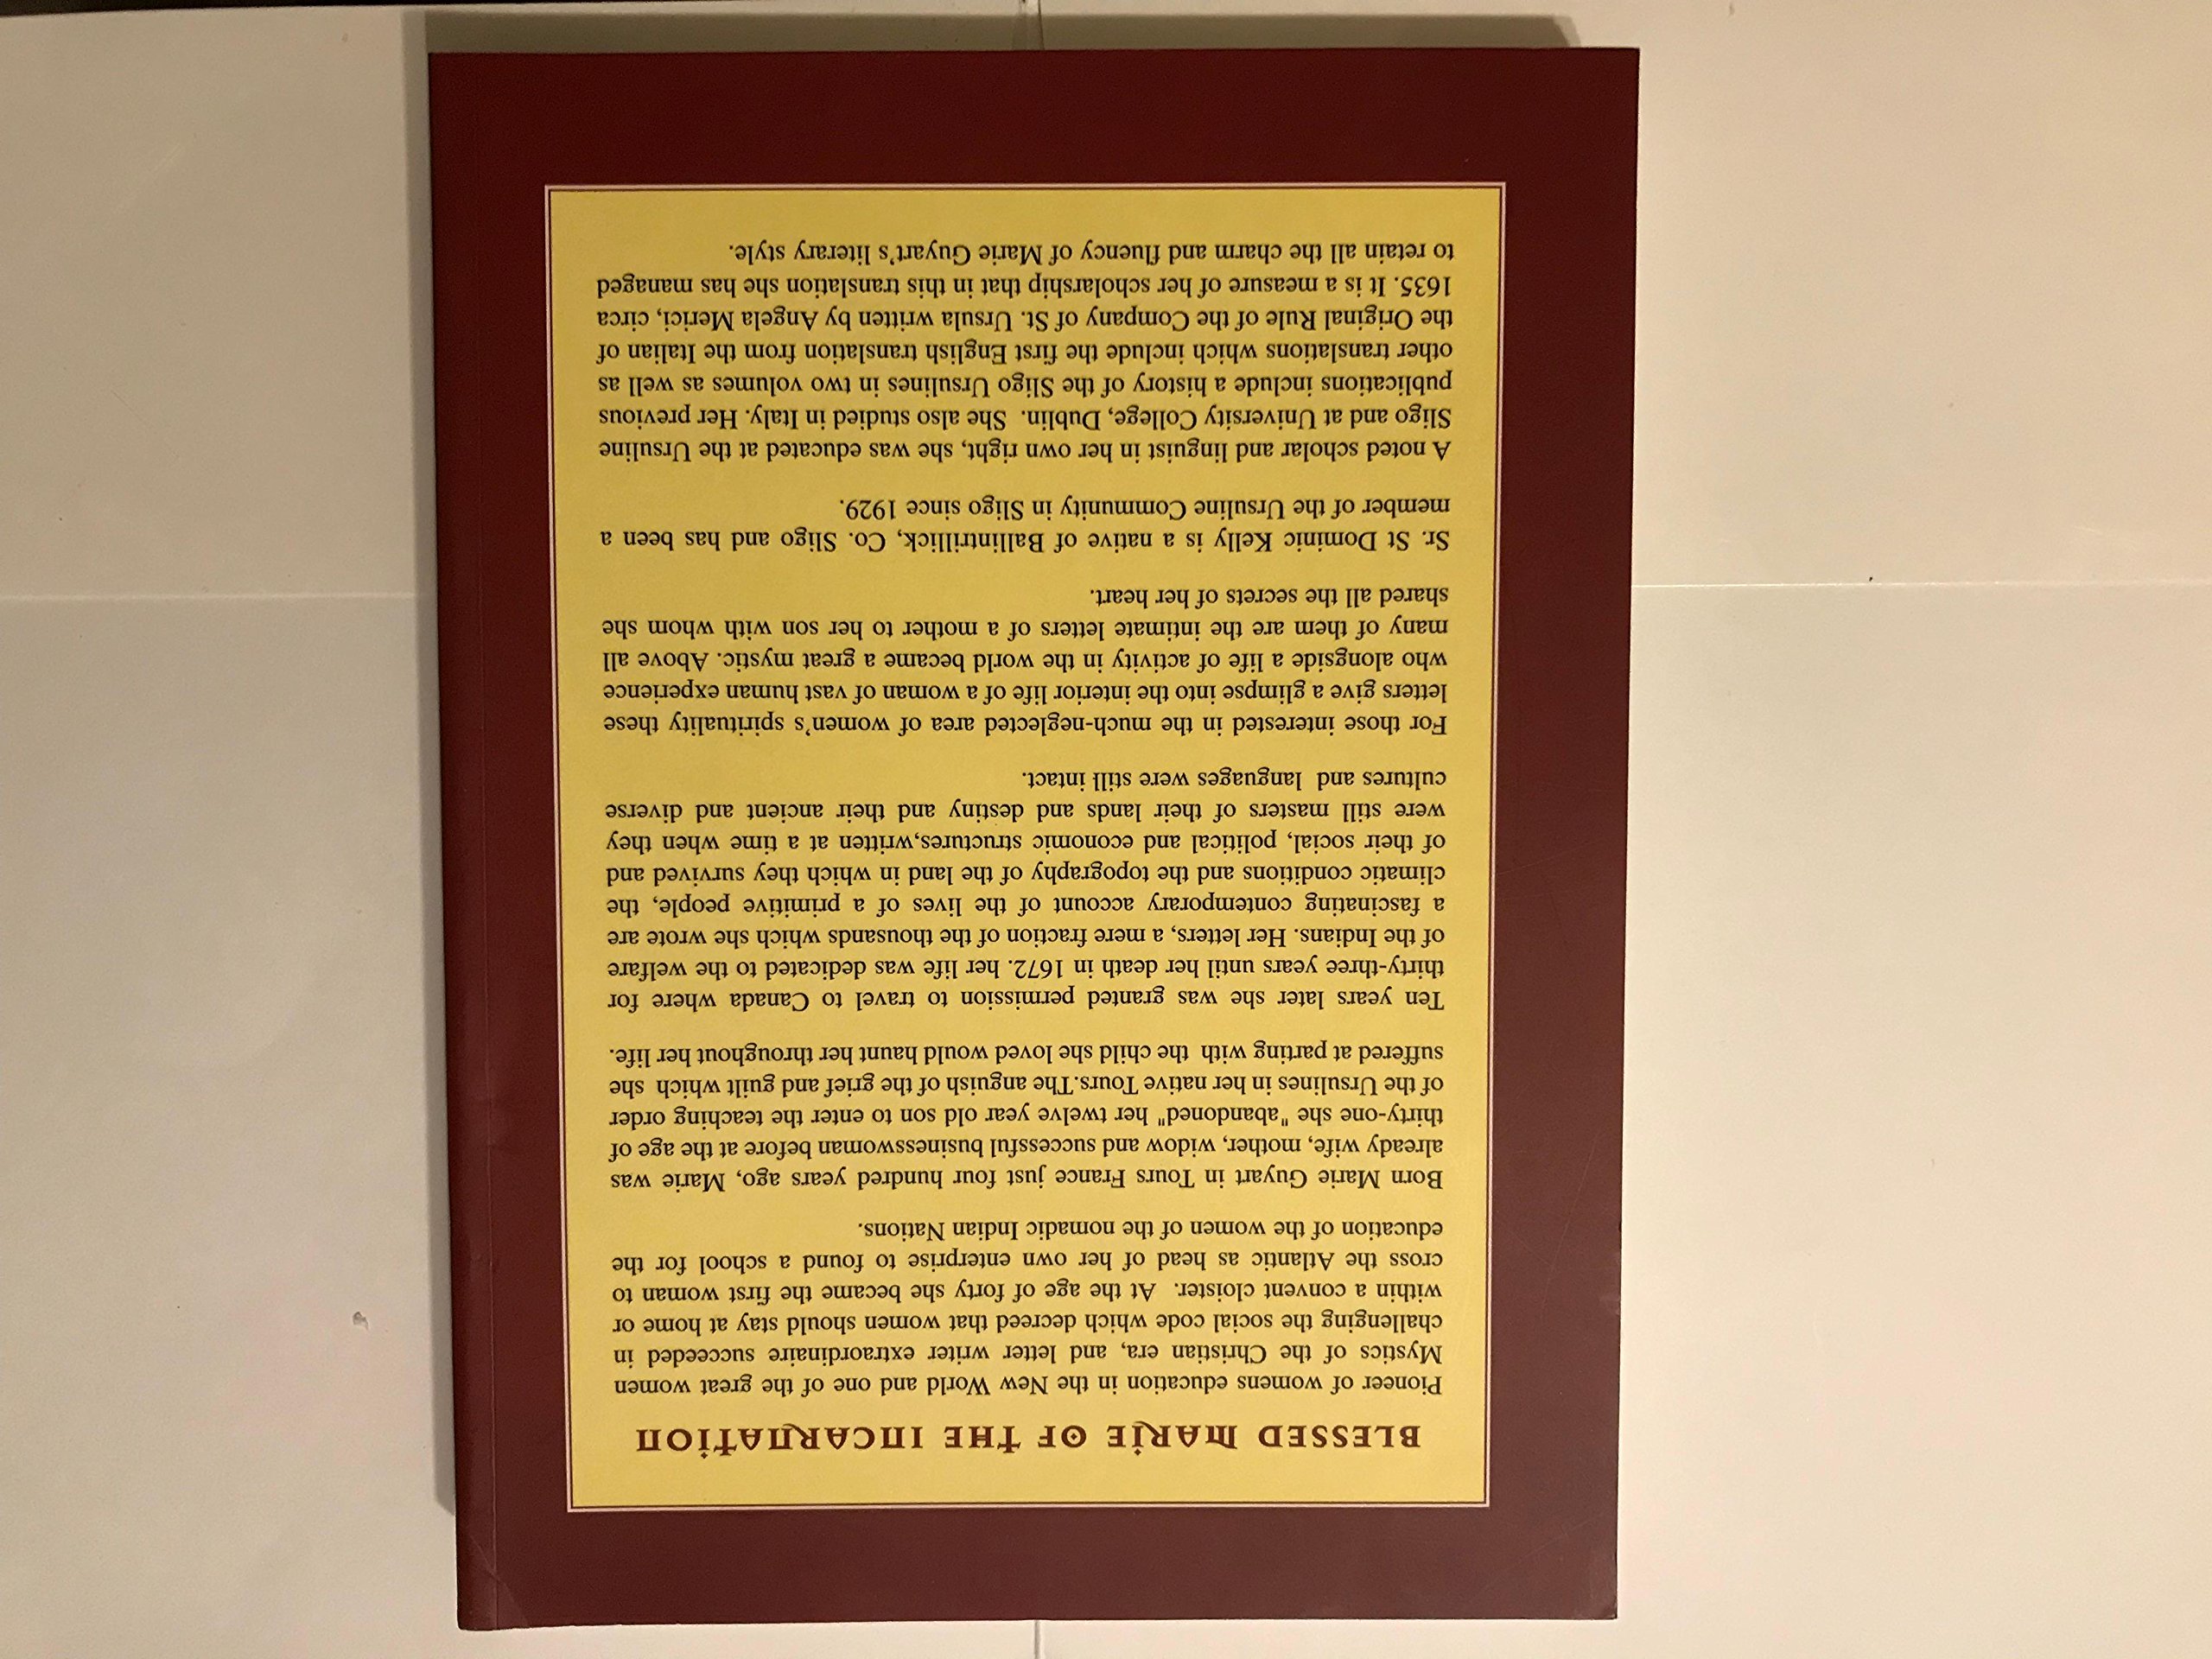 BLESSED MARIE OF THE INCARNATION
Pioneer of womens education in the New World and one of the great women
Mystics of the Christian era, and letter writer extraordinaire succeeded in
challenging the social code which decreed that women should stay at home or
within a convent cloister. At the age of forty she became the first woman to
cross the Atlantic as head of her own enterprise to found a school for the
education of the women of the nomadic Indian Nations.
Born Marie Guyart in Tours France just four hundred years ago, Marie was
already wife, mother, widow and successful businesswoman before at the age of
thirty-one she "abandoned" her twelve year old son to enter the teaching order
of the Ursulines in her native Tours.The anguish of the grief and guilt which she
suffered at parting with the child she loved would haunt her throughout her life.
Ten years later she was granted permission to travel to Canada where for
thirty-three years until her death in 1672. her life was dedicated to the welfare
of the Indians. Her letters, a mere fraction of the thousands which she wrote are
a fascinating contemporary account of the lives of a primitive people, the
climatic conditions and the topography of the land in which they survived and
of their social, political and economic structures,written at a time when they
were still masters of their lands and destiny and their ancient and diverse
cultures and languages were still intact.
For those interested in the much-neglected area of women's spirituality these
letters give a glimpse into the interior life of a woman of vast human experience
who alongside a life of activity in the world became a great mystic. Above all
many of them are the intimate letters of a mother to her son with whom she
shared all the secrets of her heart.
Sr. St Dominic Kelly is a native of Ballintrillick, Co. Sligo and has been a
member of the Ursuline Community in Sligo since 1929.
A noted scholar and linguist in her own right, she was educated at the Ursuline
Sligo and at University College, Dublin. She also studied in Italy. Her previous
publications include a history of the Sligo Ursulines in two volumes as well as
other translations which include the first English translation from the Italian of
the Original Rule of the Company of St. Ursula written by Angela Merici, circa
1635. It is a measure of her scholarship that in this translation she has managed
to retain all the charm and fluency of Marie Guyart's literary style.